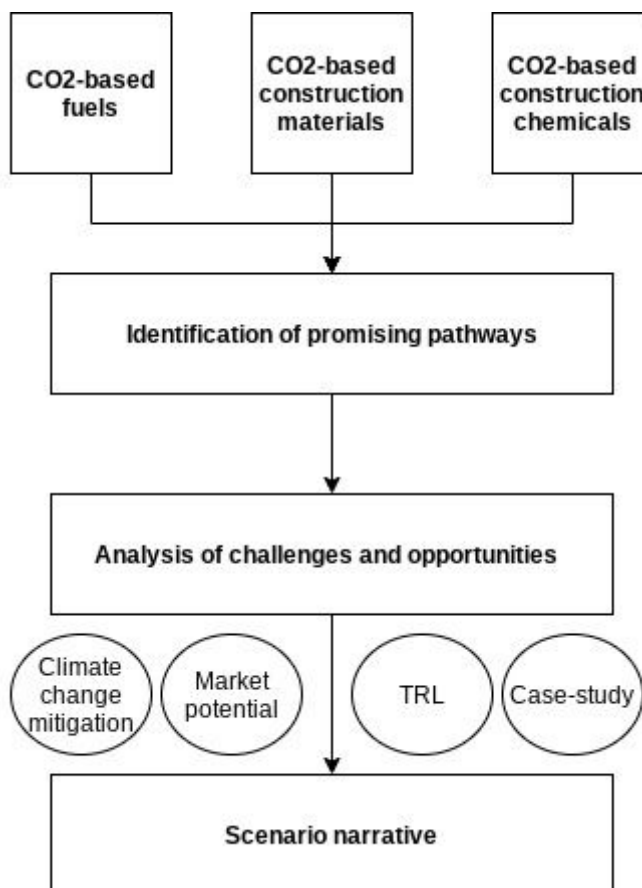 CO2-based
fuels
CO2-based
construction
materials
CO2-based
construction
chemicals
Identification of promising pathways
Analysis of challenges and opportunities
Climate
change
mitigation
Market
potential
TRL
Case-study
Scenario narrative